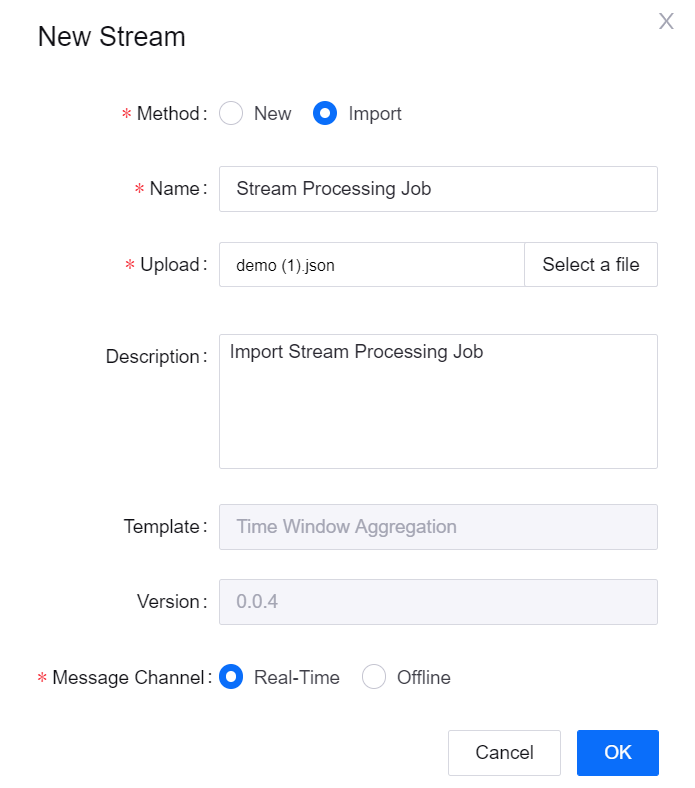 New Stream
X
* Method: New Import
* Name: Stream Processing Job
* Upload: demo (1).json Select a file
Description: Import Stream Processing Job
Template: Time Window Aggregation
Version: 0.0.4
* Message Channel: Real-Time Offline
Cancel OK